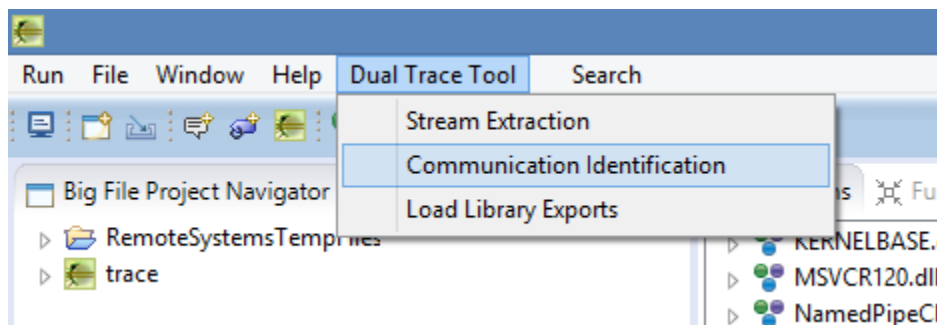 Run File Window Help Dual Trace Tool Search
Stream Extraction
Communication Identification
Load Library Exports
Big File Project Navigator
RemoteSystemsTempFiles
trace
KERNELBASE.
MSVCR120.dll
NamedPipeCl